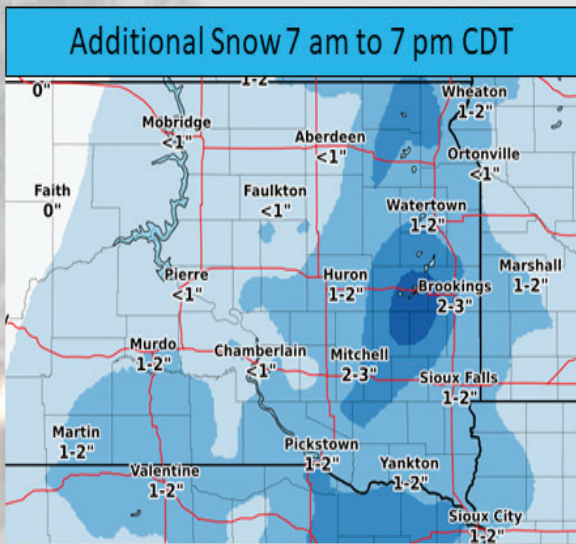 Additional Snow 7 am to 7 pm CDT
0"
1-2"
Wheaton
1-2"
Mobridge
<1"
Aberdeen
<1"
Ortonville
<1"
Faith
0"
Faulkton
<1"
Watertown
1-2"
Marshall
1-2"
Pierre
<1"
Huron
1-2"
Brookings
2-3"
Murdo
1-2"
Chamberlain
<1"
Mitchell
2-3"
Sioux Falls
1-2"
Martin
1-2"
Pickstown
1-2"
Valentine
1-2"
Yankton
1-2"
Sioux City
1-2"